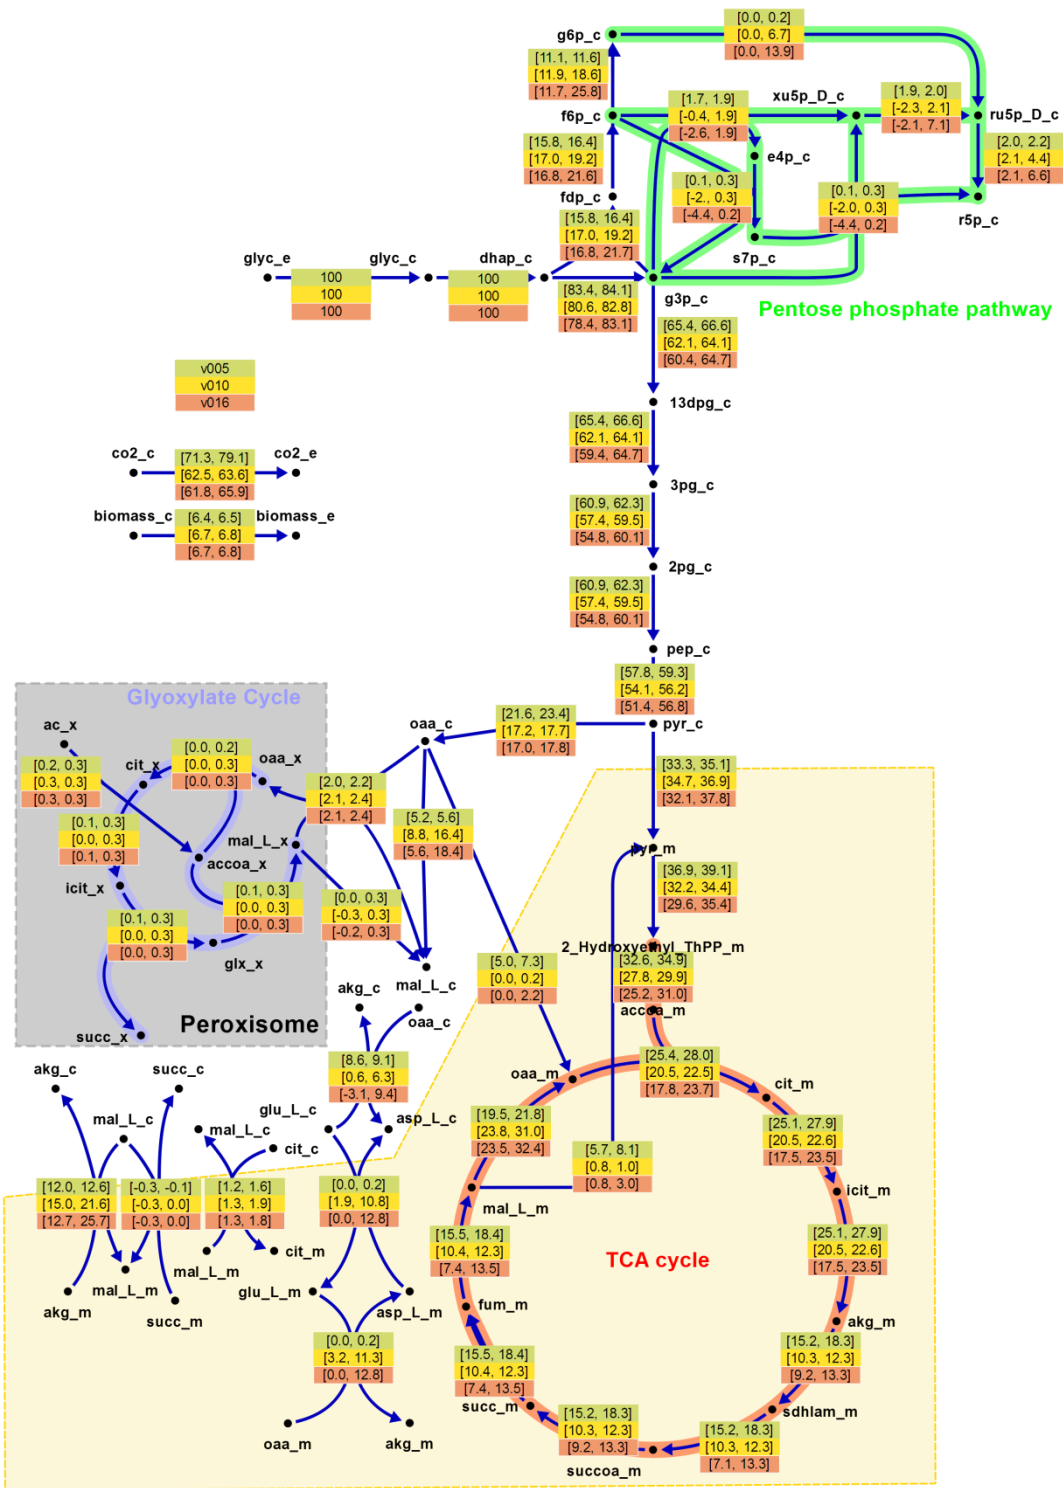 g6p_c
[0.0, 0.2]
[0.0, 6.7]
[0.0, 13.9]
[11.1, 11.6]
[11.9, 18.6]
[11.7, 25.8]
f6p_c
[1.7, 1.9]
[-0.4, 1.9]
[-2.6, 1.9]
xu5p_D_c
[1.9, 2.0]
[-2.3, 2.1]
[-2.1, 7.1]
ru5p_D_c
[15.8, 16.4]
[17.0, 19.2]
[16.8, 21.6]
e4p_c
[2.0, 2.2]
[2.1, 4.4]
[2.1, 6.6]
fdp_c
[0.1, 0.3]
[-2., 0.3]
[-4.4, 0.2]
[0.1, 0.3]
[-2.0, 0.3]
[-4.4, 0.2]
r5p_c
[15.8, 16.4]
[17.0, 19.2]
[16.8, 21.7]
s7p_c
glyc_e
100
100
100
glyc_c
100
100
100
dhap_c
[83.4, 84.1]
[80.6, 82.8]
[78.4, 83.1]
g3p_c
Pentose phosphate pathway
[65.4, 66.6]
[62.1, 64.1]
[60.4, 64.7]
v005
v010
v016
13dpg_c
[65.4, 66.6]
[62.1, 64.1]
[59.4, 64.7]
co2_c
[71.3, 79.1]
[62.5, 63.6]
[61.8, 65.9]
co2_e
3pg_c
biomass_c
[6.4, 6.5]
[6.7, 6.8]
[6.7, 6.8]
biomass_e
[60.9, 62.3]
[57.4, 59.5]
[54.8, 60.1]
2pg_c
[60.9, 62.3]
[57.4, 59.5]
[54.8, 60.1]
pep_c
[57.8, 59.3]
[54.1, 56.2]
[51.4, 56.8]
pyr_c
[21.6, 23.4]
[17.2, 17.7]
[17.0, 17.8]
oaa_c
Glyoxylate Cycle
ac_x
[0.2, 0.3]
[0.3, 0.3]
[0.3, 0.3]
cit_x
[0.0, 0.2]
[0.0, 0.3]
[0.0, 0.3]
oaa_x
[2.0, 2.2]
[2.1, 2.4]
[2.1, 2.4]
[33.3, 35.1]
[34.7, 36.9]
[32.1, 37.8]
[5.2, 5.6]
[8.8, 16.4]
[5.6, 18.4]
[0.1, 0.3]
[0.0, 0.3]
[0.1, 0.3]
mal_L_x
pyr_m
accoa_x
icit_x
[0.1, 0.3]
[0.0, 0.3]
[0.0, 0.3]
[0.0, 0.3]
[-0.3, 0.3]
[-0.2, 0.3]
[36.9, 39.1]
[32.2, 34.4]
[29.6, 35.4]
[0.1, 0.3]
[0.0, 0.3]
[0.0, 0.3]
glx_x
2_Hydroxyethyl_ThPP_m
[32.6, 34.9]
[27.8, 29.9]
[25.2, 31.0]
accoa_m
[5.0, 7.3]
[0.0, 0.2]
[0.0, 2.2]
mal_L_c
akg_c
oaa_c
Peroxisome
succ_x
[8.6, 9.1]
[0.6, 6.3]
[-3.1, 9.4]
[25.4, 28.0]
[20.5, 22.5]
[17.8, 23.7]
akg_c
succ_c
oaa_m
cit_m
glu_L_c
asp_L_c
mal_L_c
mal_L_c
cit_c
[19.5, 21.8]
[23.8, 31.0]
[23.5, 32.4]
[25.1, 27.9]
[20.5, 22.6]
[17.5, 23.5]
[5.7, 8.1]
[0.8, 1.0]
[0.8, 3.0]
[12.0, 12.6]
[15.0, 21.6]
[12.7, 25.7]
[-0.3, -0.1]
[-0.3, 0.0]
[-0.3, 0.0]
[1.2, 1.6]
[1.3, 1.9]
[1.3, 1.8]
[0.0, 0.2]
[1.9, 10.8]
[0.0, 12.8]
mal_L_m
icit_m
cit_m
mal_L_m
[15.5, 18.4]
[10.4, 12.3]
[7.4, 13.5]
TCA cycle
[25.1, 27.9]
[20.5, 22.6]
[17.5, 23.5]
akg_m
mal_L_m
succ_m
glu_L_m
asp_L_m
fum_m
akg_m
[0.0, 0.2]
[3.2, 11.3]
[0.0, 12.8]
[15.5, 18.4]
[10.4, 12.3]
[7.4, 13.5]
[15.2, 18.3]
[10.3, 12.3]
[9.2, 13.3]
succ_m
sdhlam_m
[15.2, 18.3]
[10.3, 12.3]
[9.2, 13.3]
[15.2, 18.3]
[10.3, 12.3]
[7.1, 13.3]
oaa_m
akg_m
succoa_m